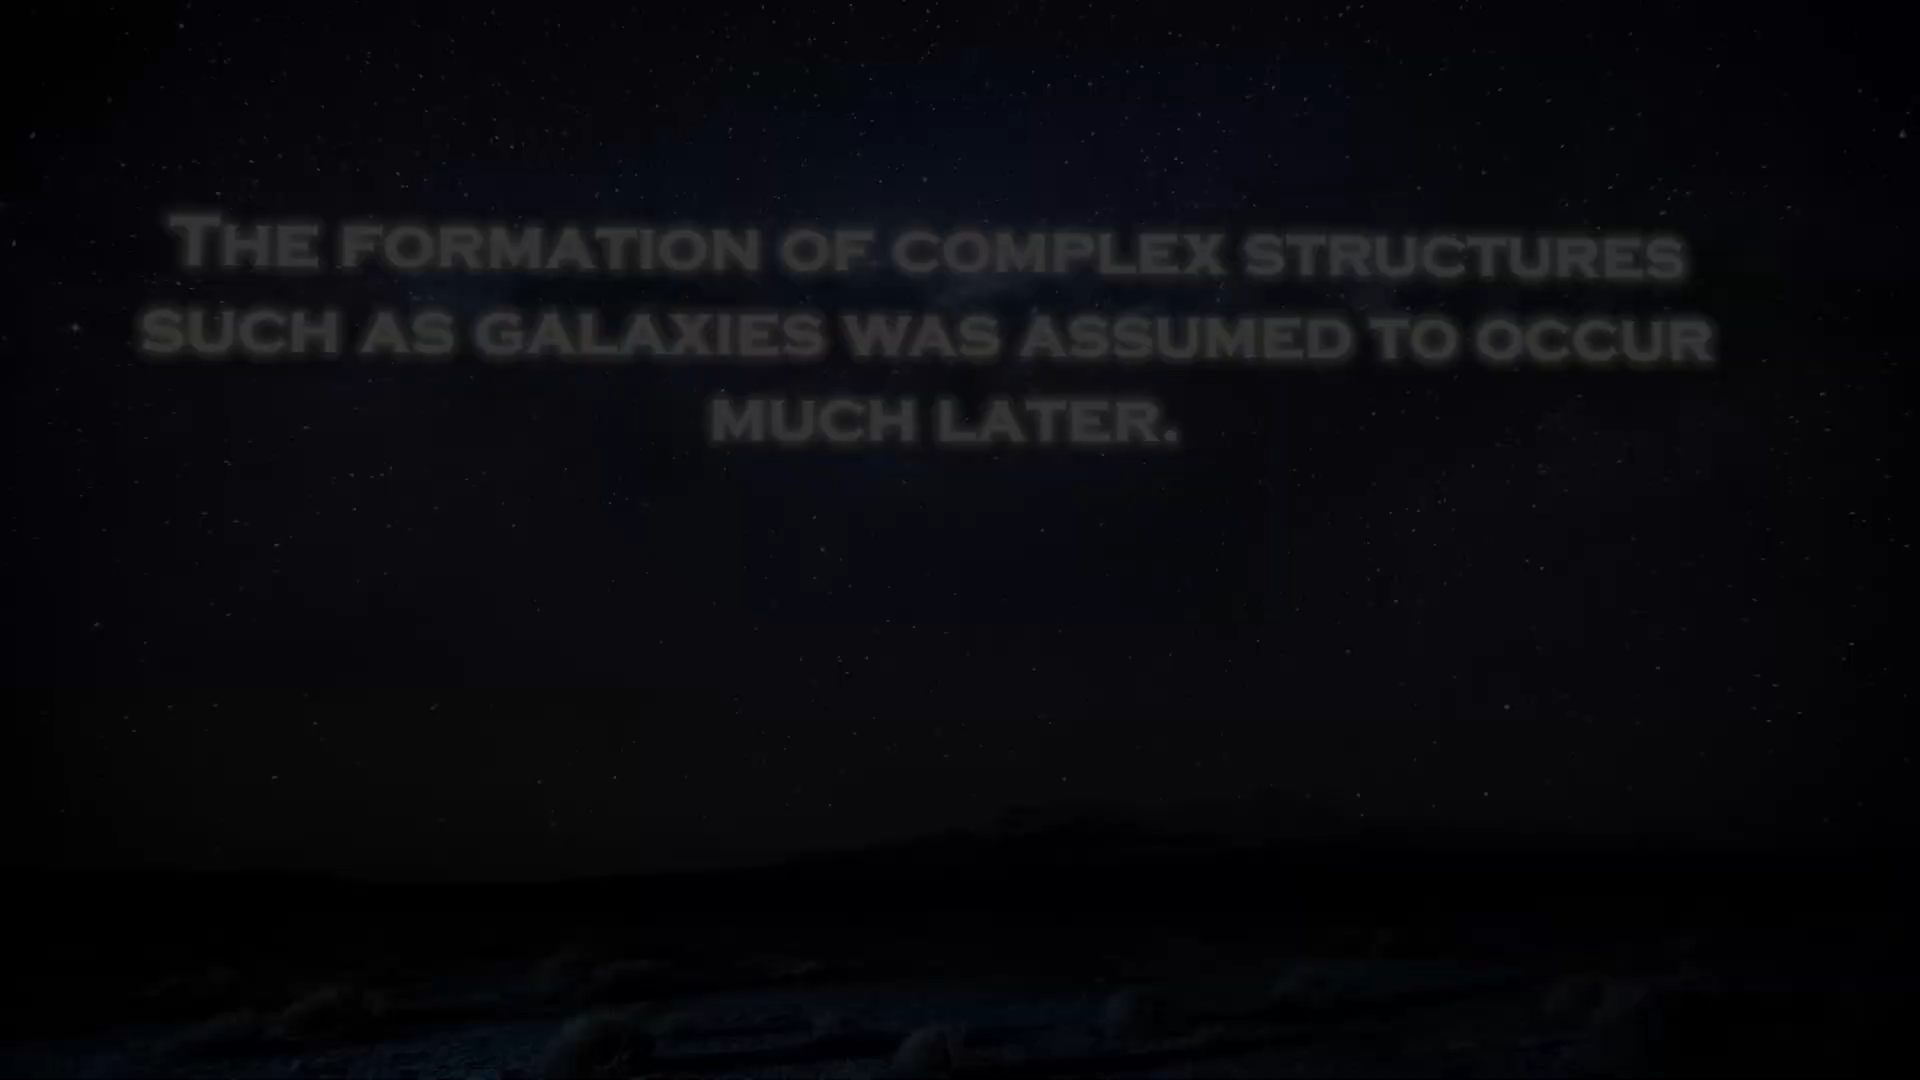 The formation of complex structures
such as galaxies was assumed to occur
much later.